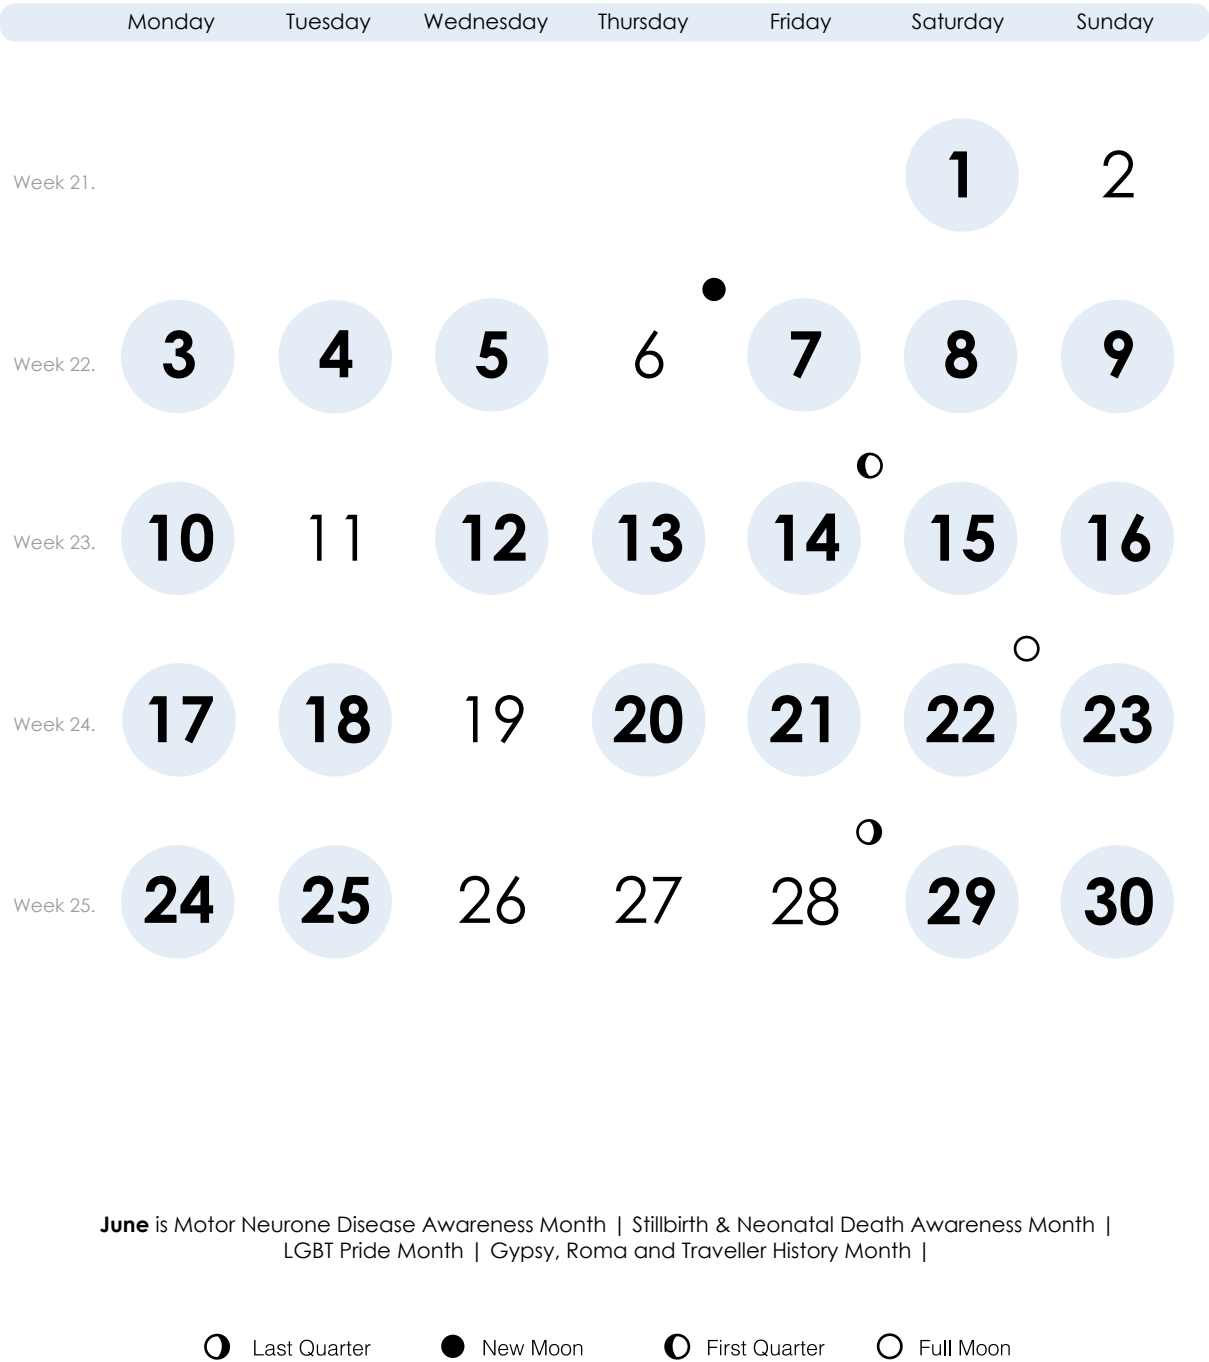 Monday Tuesday Wednesday Thursday Friday Saturday Sunday
Week 21. 1 2
Week 22. 3 4 5 6 7 8 9
Week 23. 10 11 12 13 14 15 16
Week 24. 17 18 19 20 21 22 23
Week 25. 24 25 26 27 28 29 30
June is Motor Neurone Disease Awareness Month | Stillbirth & Neonatal Death Awareness Month |
LGBT Pride Month | Gypsy, Roma and Traveller History Month |
Last Quarter New Moon First Quarter Full Moon